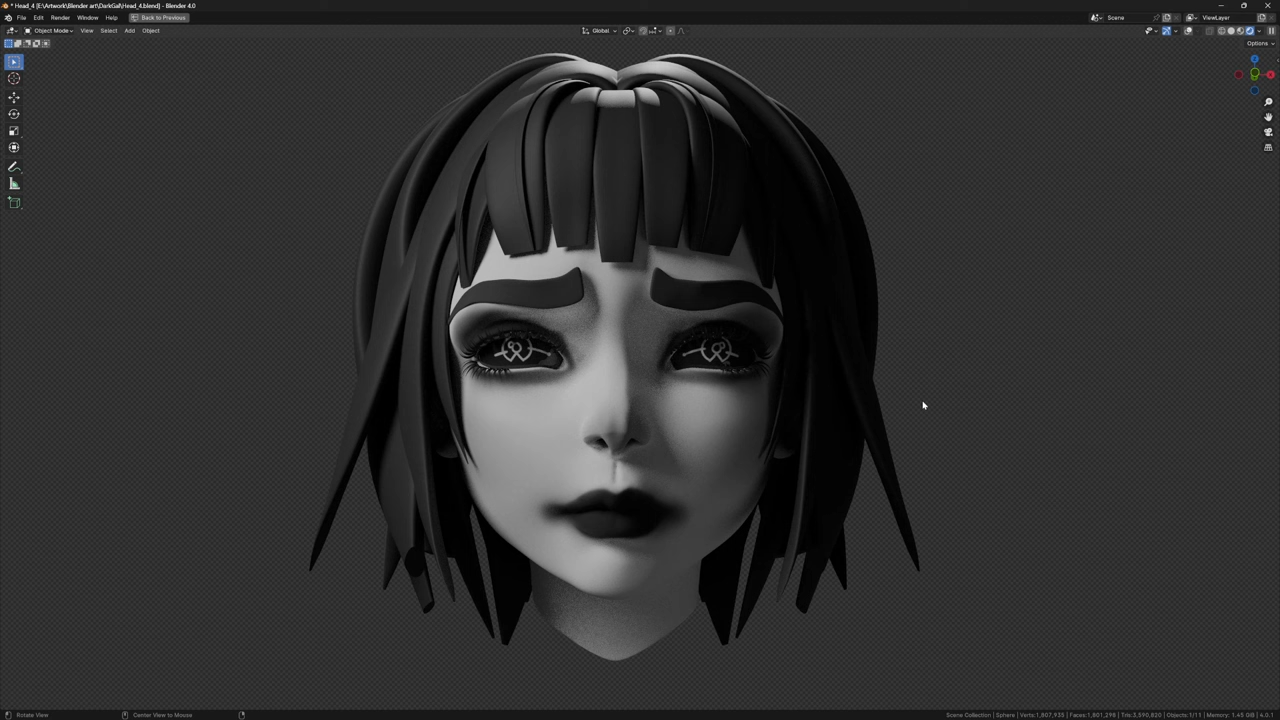 * Head_4 [E:\Artwork\Blender art\DarkGal\Head_4.blend] - Blender 4.0
File Edit Render Window Help Back to Previous Scene ViewLayer
Object Mode View Select Add Object Global
Options
Rotate View Center View to Mouse Scene Collection | Sphere | Verts:1,807,935 | Faces:1,801,298 | Tris:3,590,820 | Objects:1/11 | Memory: 1.45 GiB | 4.0.1